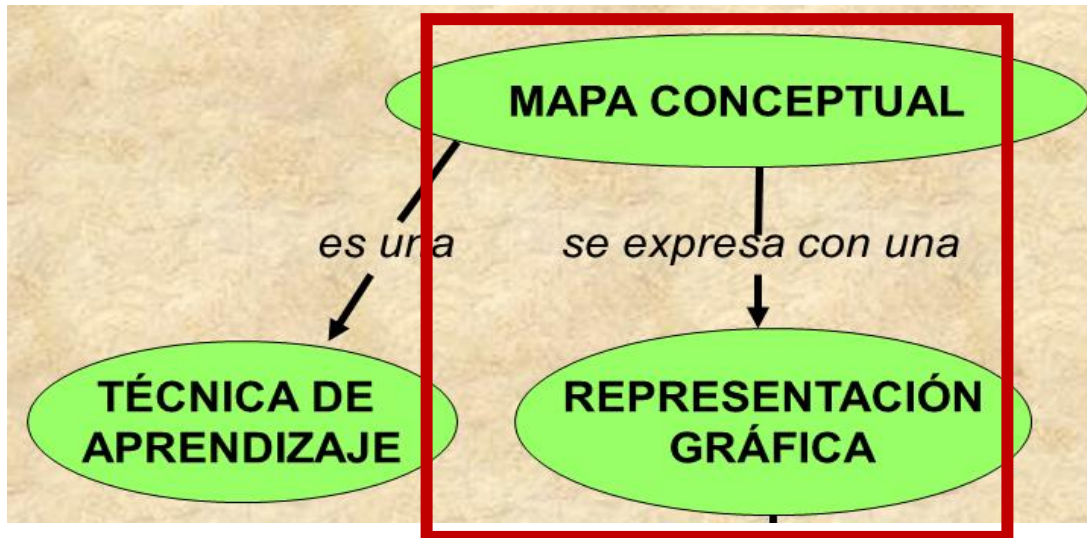 MAPA CONCEPTUAL
es una
se expresa con una
TÉCNICA DE
APRENDIZAJE
REPRESENTACIÓN
GRÁFICA